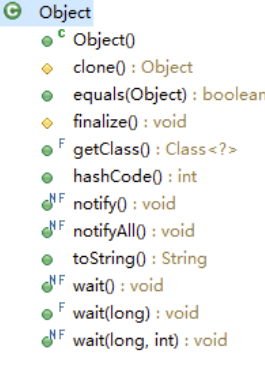 Object
C Object()
clone() : Object
equals(Object) : boolean
finalize() : void
F getClass() : Class<?>
hashCode() : int
NF notify() : void
NF notifyAll() : void
toString() : String
NF wait() : void
F wait(long) : void
NF wait(long, int) : void